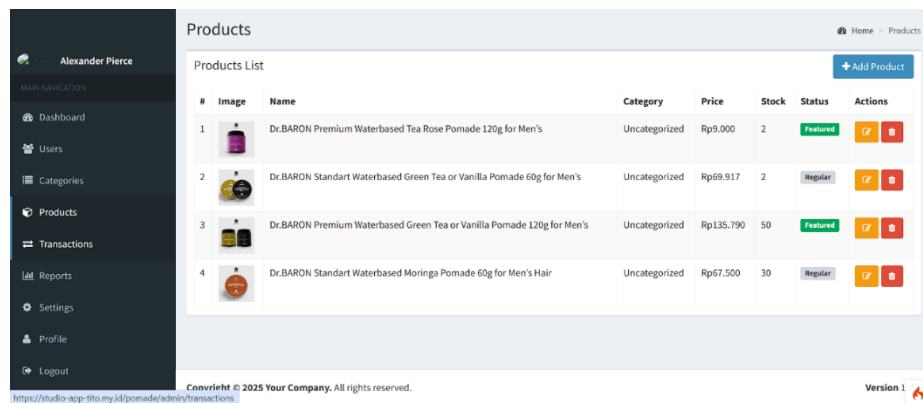 Products
Home > Products
Alexander Pierce
MAIN NAVIGATION
Dashboard
Users
Categories
Products
Transactions
Reports
Settings
Profile
Logout
Products List
+ Add Product
# Image Name Category Price Stock Status Actions
1 Dr.BARON Premium Waterbased Tea Rose Pomade 120g for Men's Uncategorized Rp9.000 2 Featured
2 Dr.BARON Standart Waterbased Green Tea or Vanilla Pomade 60g for Men's Uncategorized Rp69.917 2 Regular
3 Dr.BARON Premium Waterbased Green Tea or Vanilla Pomade 120g for Men's Uncategorized Rp135.790 50 Featured
4 Dr.BARON Standart Waterbased Moringa Pomade 60g for Men's Hair Uncategorized Rp67.500 30 Regular
Copyright © 2025 Your Company. All rights reserved.
Version 1
https://studio-app-tito.my.id/pomade/admin/transactions